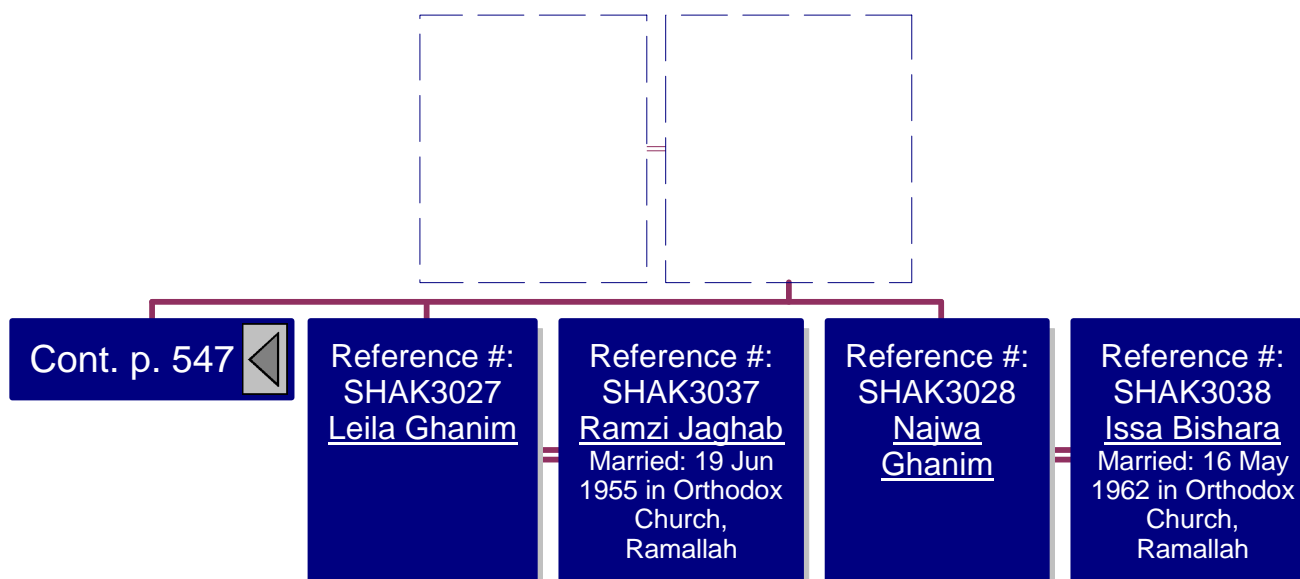 Cont. p. 547
Reference #:
SHAK3027
Leila Ghanim
Reference #:
SHAK3037
Ramzi Jaghab
Married: 19 Jun
1955 in Orthodox
Church,
Ramallah
Reference #:
SHAK3028
Najwa
Ghanim
Reference #:
SHAK3038
Issa Bishara
Married: 16 May
1962 in Orthodox
Church,
Ramallah